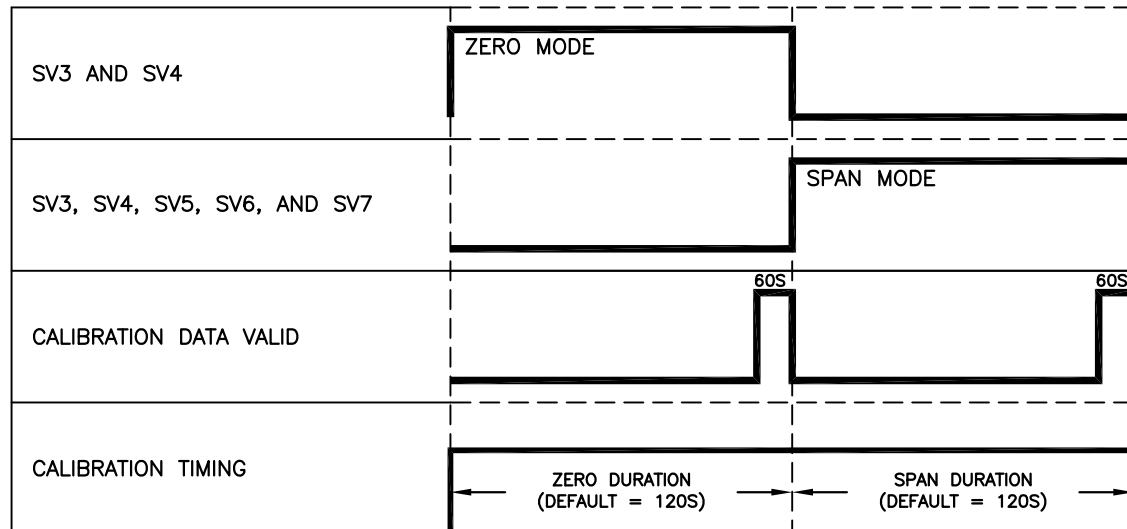 SV3 AND SV4
ZERO MODE
SV3, SV4, SV5, SV6, AND SV7
SPAN MODE
CALIBRATION DATA VALID
60S
60S
CALIBRATION TIMING
ZERO DURATION
(DEFAULT = 120S)
SPAN DURATION
(DEFAULT = 120S)